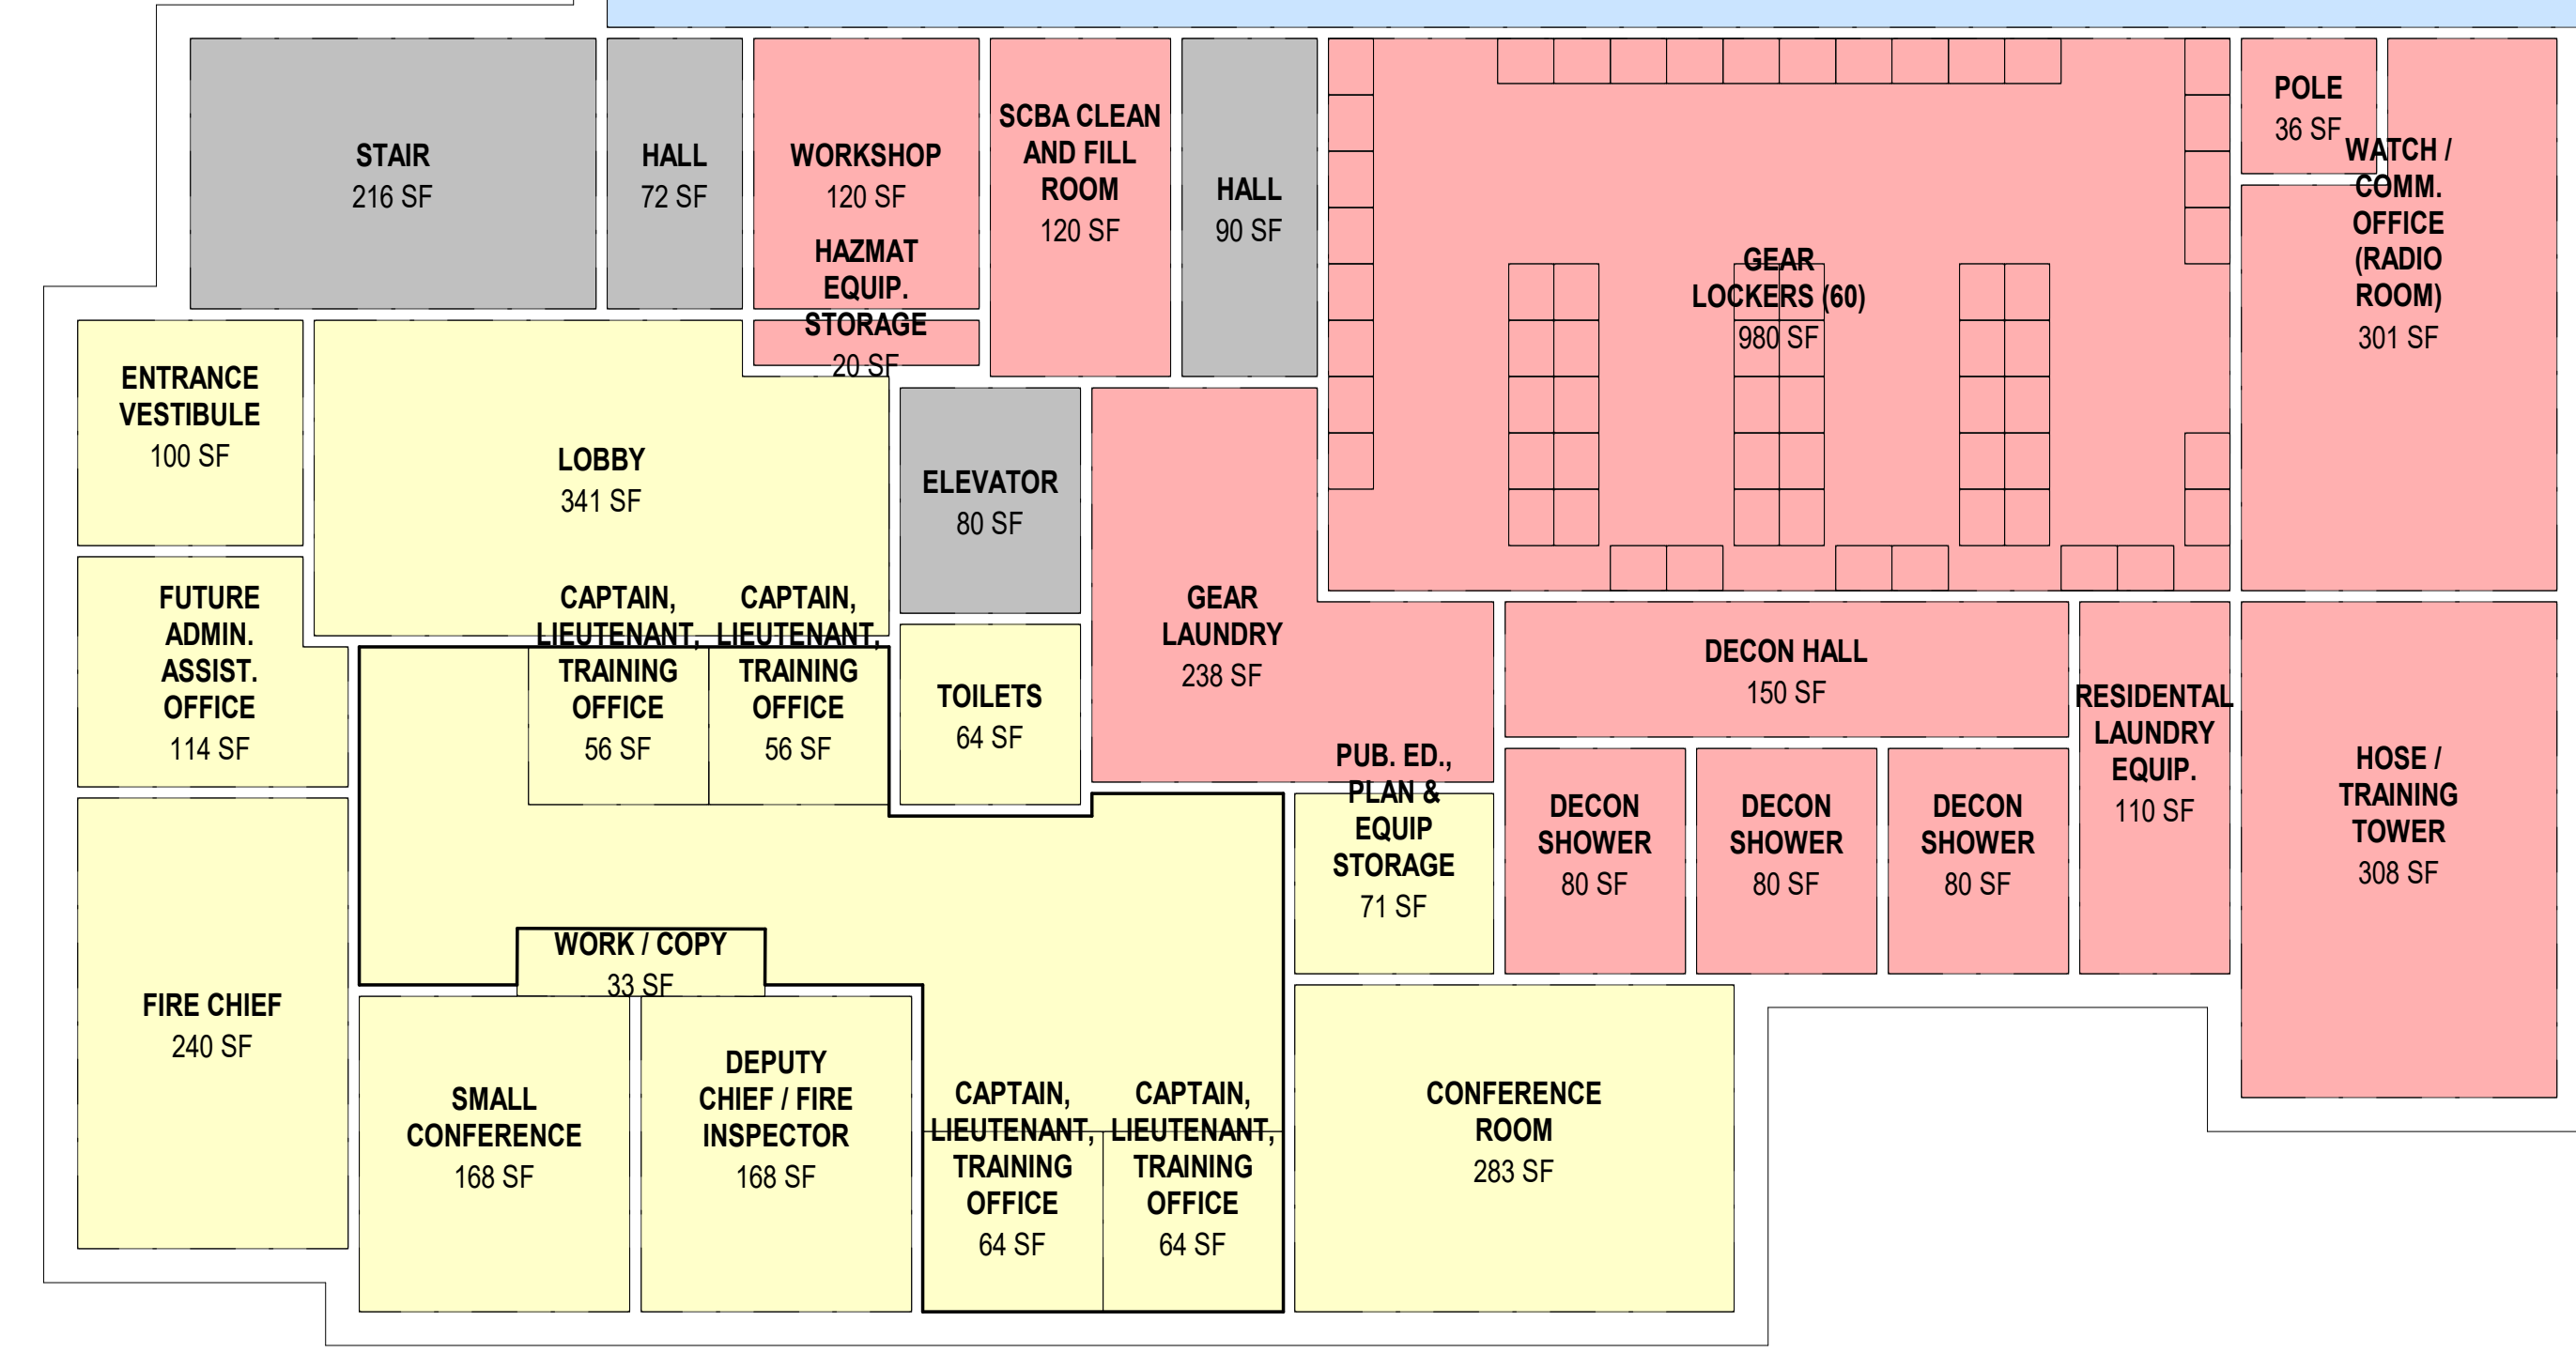 STAIR
216 SF
HALL
72 SF
WORKSHOP
120 SF
HAZMAT
EQUIP.
STORAGE
20 SF
SCBA CLEAN
AND FILL
ROOM
120 SF
HALL
90 SF
GEAR
LOCKERS (60)
980 SF
POLE
36 SF
WATCH /
COMM.
OFFICE
(RADIO
ROOM)
301 SF
ENTRANCE
VESTIBULE
100 SF
LOBBY
341 SF
ELEVATOR
80 SF
FUTURE
ADMIN.
ASSIST.
OFFICE
114 SF
CAPTAIN,
LIEUTENANT,
TRAINING
OFFICE
56 SF
CAPTAIN,
LIEUTENANT,
TRAINING
OFFICE
56 SF
TOILETS
64 SF
GEAR
LAUNDRY
238 SF
DECON HALL
150 SF
RESIDENTAL
LAUNDRY
EQUIP.
110 SF
HOSE /
TRAINING
TOWER
308 SF
PUB. ED.,
PLAN &
EQUIP
STORAGE
71 SF
DECON
SHOWER
80 SF
DECON
SHOWER
80 SF
DECON
SHOWER
80 SF
FIRE CHIEF
240 SF
WORK / COPY
33 SF
SMALL
CONFERENCE
168 SF
DEPUTY
CHIEF / FIRE
INSPECTOR
168 SF
CAPTAIN,
LIEUTENANT,
TRAINING
OFFICE
64 SF
CAPTAIN,
LIEUTENANT,
TRAINING
OFFICE
64 SF
CONFERENCE
ROOM
283 SF